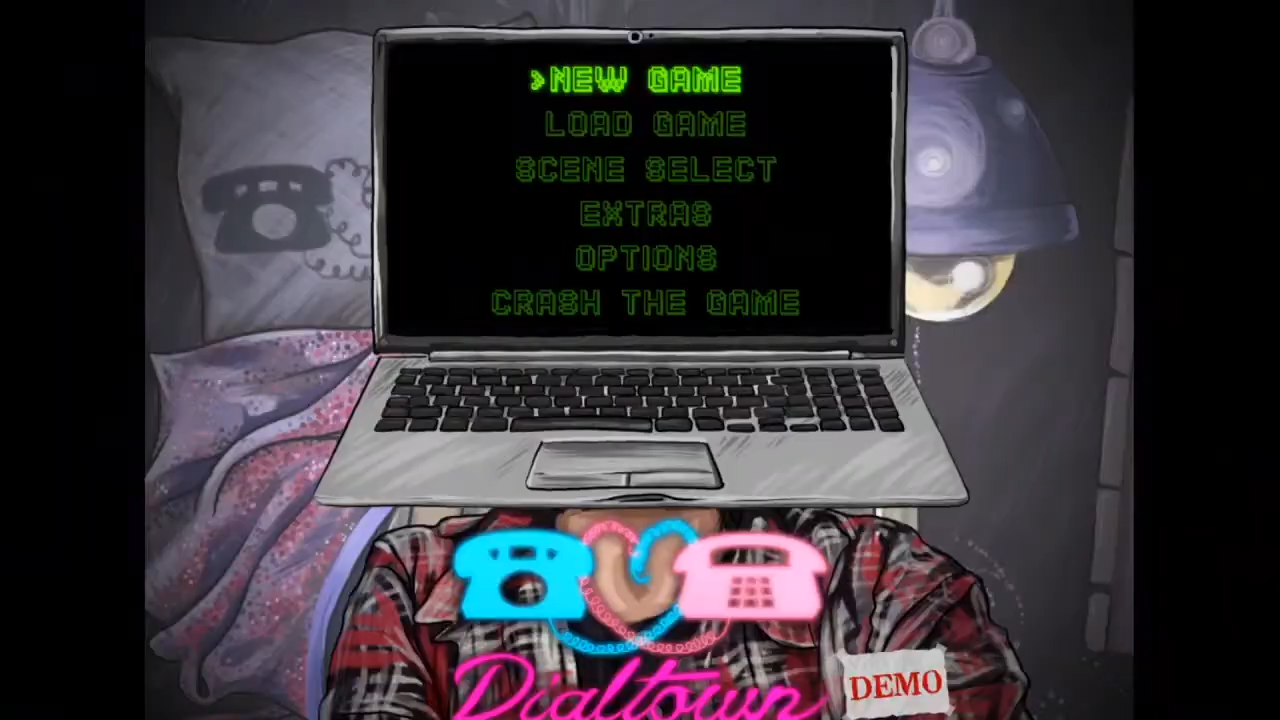 >NEW GAME
LOAD GAME
SCENE SELECT
EXTRAS
OPTIONS
CRASH THE GAME
Dialtown
DEMO